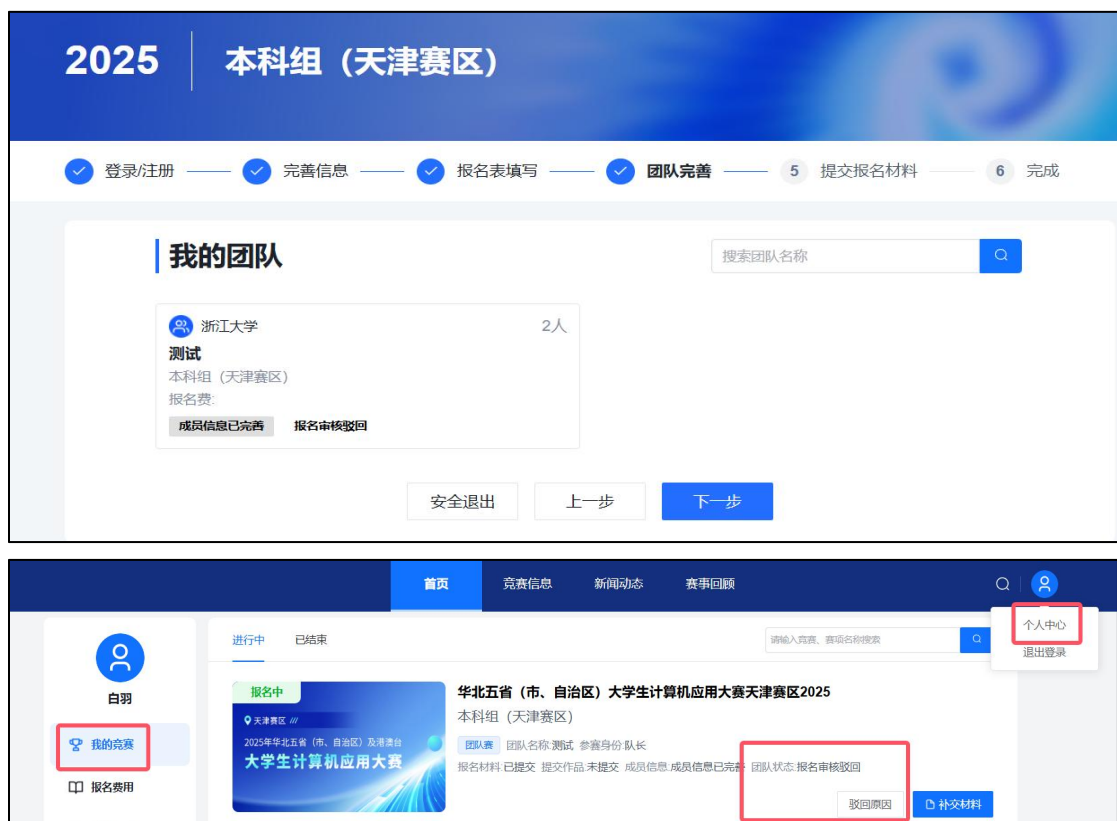 2025 本科组（天津赛区）
登录/注册 完善信息 报名表填写 团队完善 5 提交报名材料 6 完成
我的团队 搜索团队名称
浙江大学 2人
测试
本科组（天津赛区）
报名费:
成员信息已完善 报名审核驳回
安全退出 上一步 下一步
首页 竞赛信息 新闻动态 赛事回顾
个人中心
退出登录
白羽
我的竞赛
报名费用
进行中 已结束 请输入竞赛、赛项名称搜索
报名中
天津赛区 ///
2025年华北五省（市、自治区）及港澳台
大学生计算机应用大赛
华北五省（市、自治区）大学生计算机应用大赛天津赛区2025
本科组（天津赛区）
团队赛 团队名称:测试 参赛身份:队长
报名材料:已提交 提交作品:未提交 成员信息:成员信息已完善 团队状态:报名审核驳回
驳回原因 补交材料